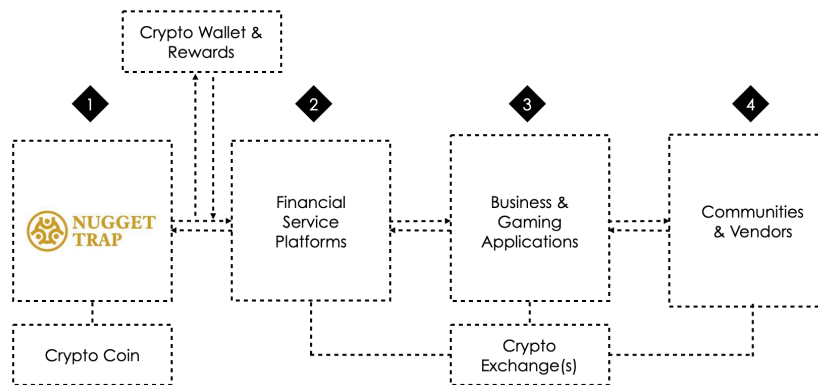 Crypto Wallet &
Rewards
1
2
3
4
NUGGET
TRAP
Financial
Service
Platforms
Business &
Gaming
Applications
Communities
& Vendors
Crypto Coin
Crypto
Exchange(s)